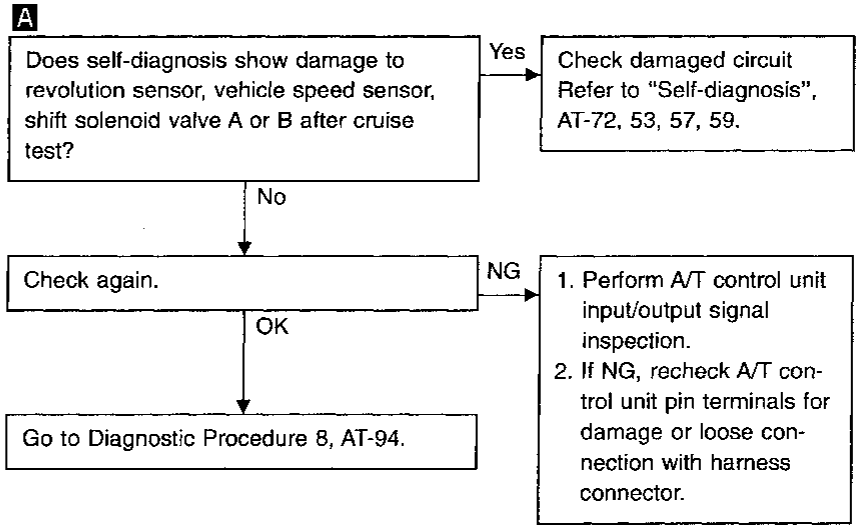 A
Does self-diagnosis show damage to
revolution sensor, vehicle speed sensor,
shift solenoid valve A or B after cruise
test?
Yes
Check damaged circuit
Refer to “Self-diagnosis”,
AT-72, 53, 57, 59.
No
Check again.
NG
1. Perform A/T control unit
input/output signal
inspection.
2. If NG, recheck A/T con-
trol unit pin terminals for
damage or loose con-
nection with harness
connector.
OK
Go to Diagnostic Procedure 8, AT-94.